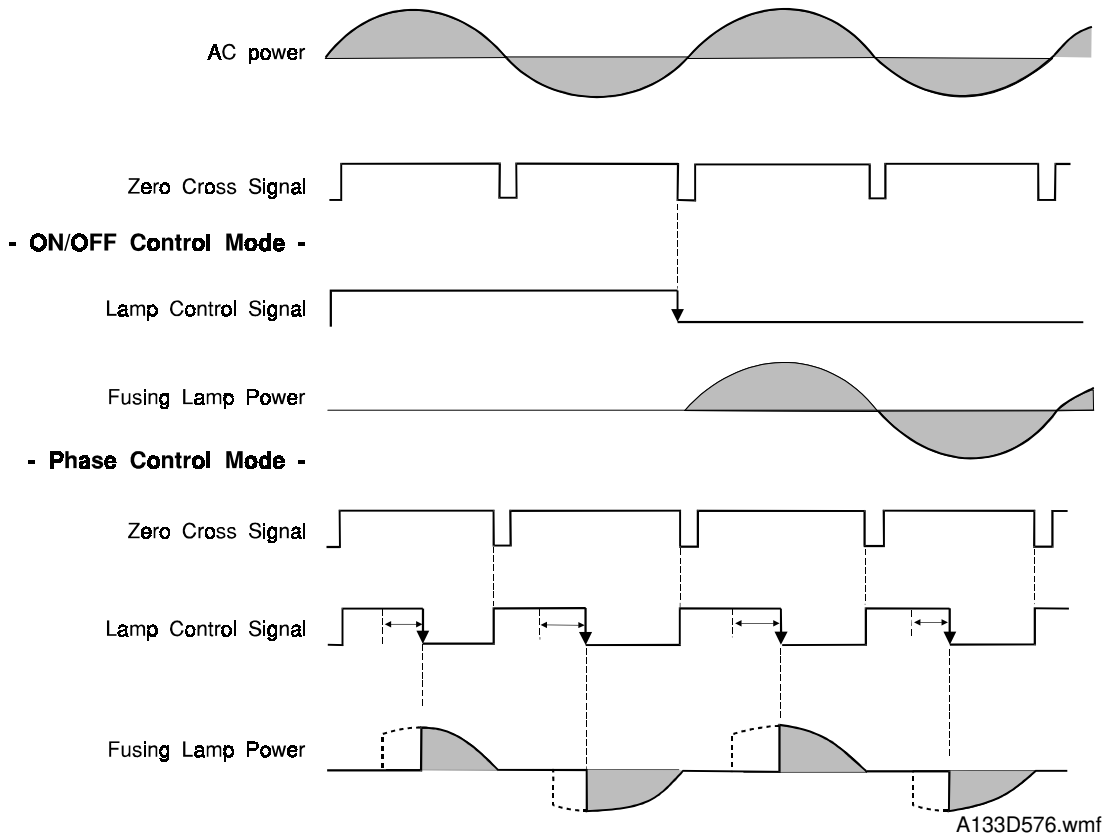 AC power
Zero Cross Signal
- ON/OFF Control Mode -
Lamp Control Signal
Fusing Lamp Power
- Phase Control Mode -
Zero Cross Signal
Lamp Control Signal
Fusing Lamp Power
A133D576.wmf